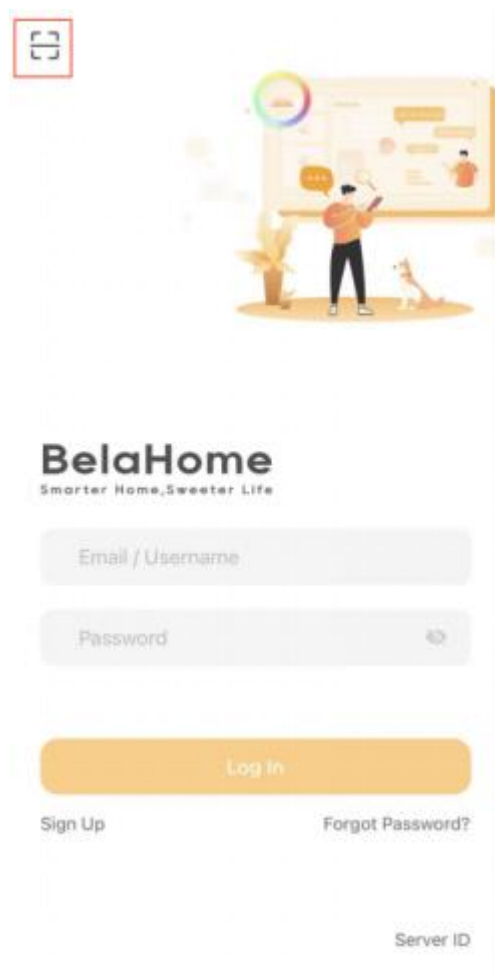 BelaHome
Smarter Home,Sweeter Life
Email / Username
Password
Log In
Sign Up
Forgot Password?
Server ID